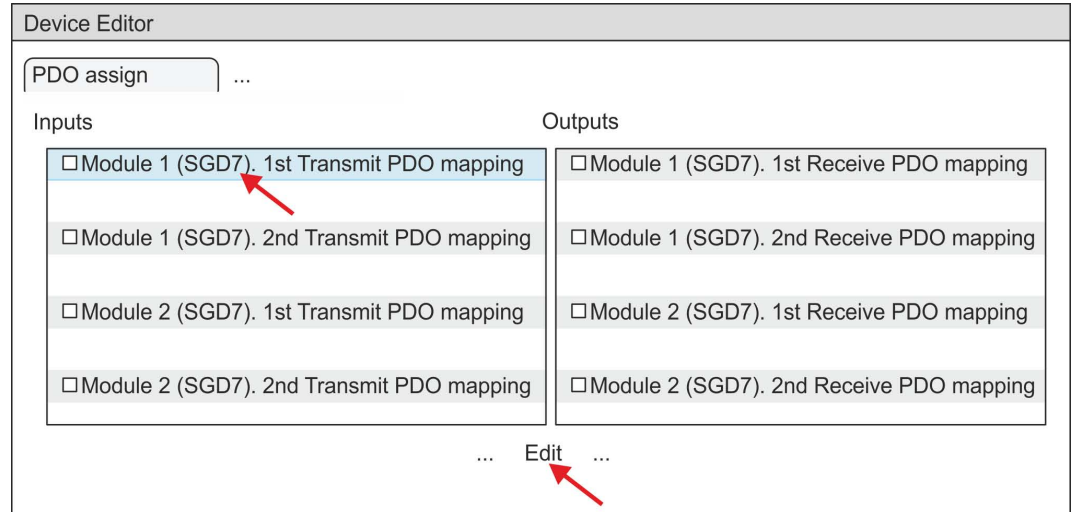 Device Editor
PDO assign ...
Inputs
Outputs
Module 1 (SGD7). 1st Transmit PDO mapping
Module 1 (SGD7). 2nd Transmit PDO mapping
Module 2 (SGD7). 1st Transmit PDO mapping
Module 2 (SGD7). 2nd Transmit PDO mapping
Module 1 (SGD7). 1st Receive PDO mapping
Module 1 (SGD7). 2nd Receive PDO mapping
Module 2 (SGD7). 1st Receive PDO mapping
Module 2 (SGD7). 2nd Receive PDO mapping
... Edit ...